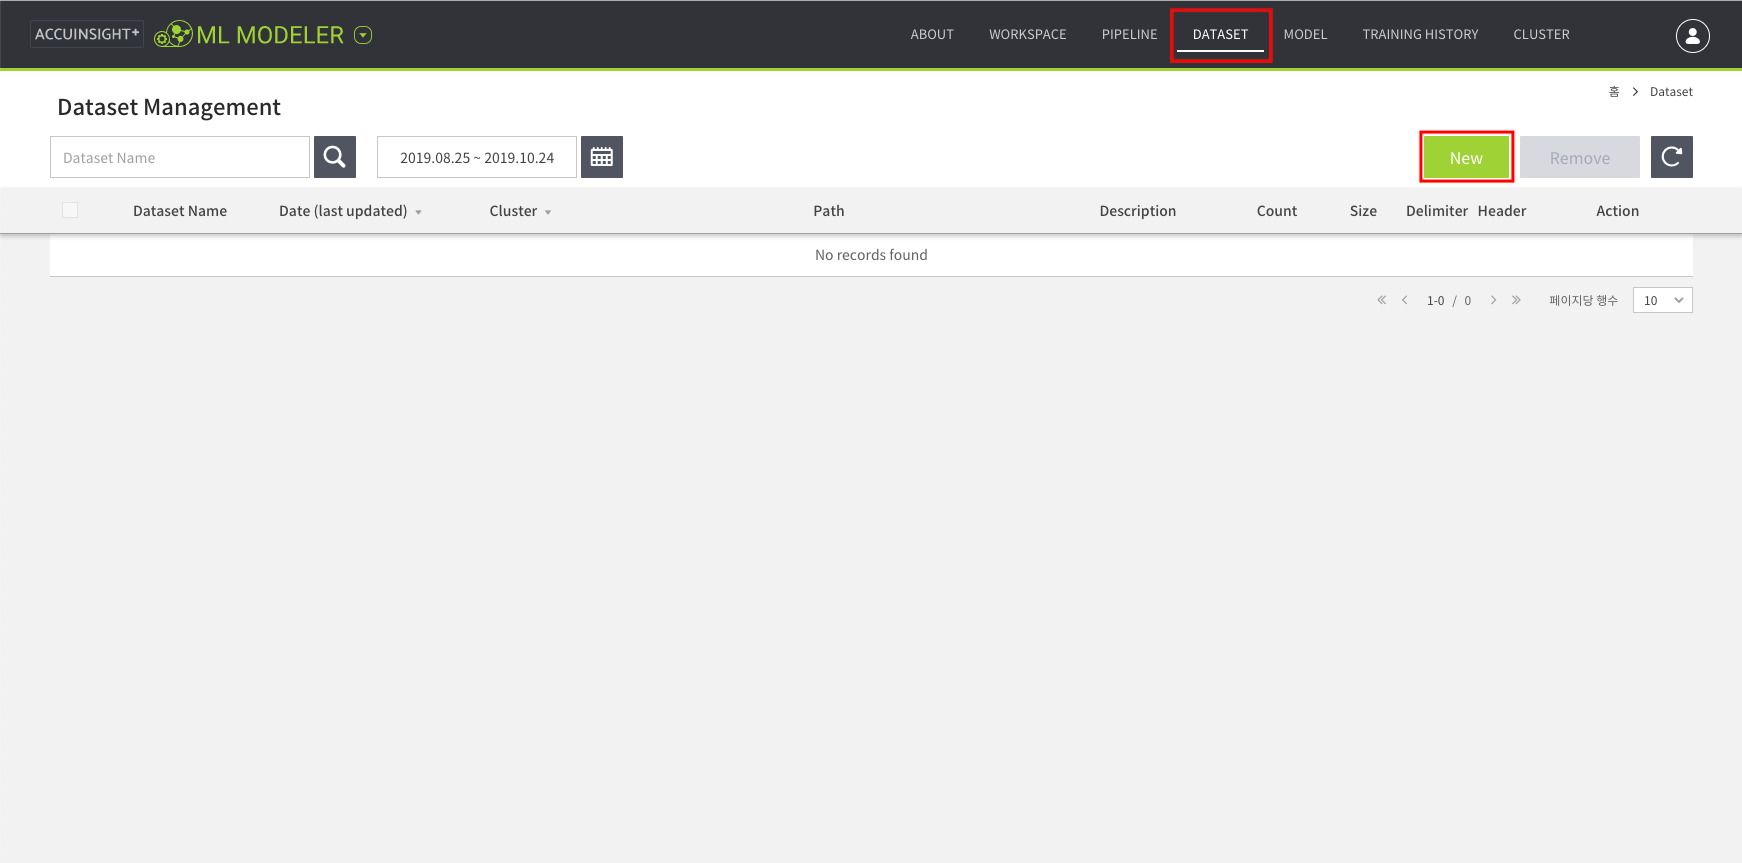 ACCUINSIGHT+ ML MODELER ABOUT WORKSPACE PIPELINE DATASET MODEL TRAINING HISTORY CLUSTER
홈 > Dataset
Dataset Management
Dataset Name 2019.08.25 ~ 2019.10.24 New Remove
Dataset Name Date (last updated) Cluster Path Description Count Size Delimiter Header Action
No records found
1-0 / 0 페이지당 행수 10